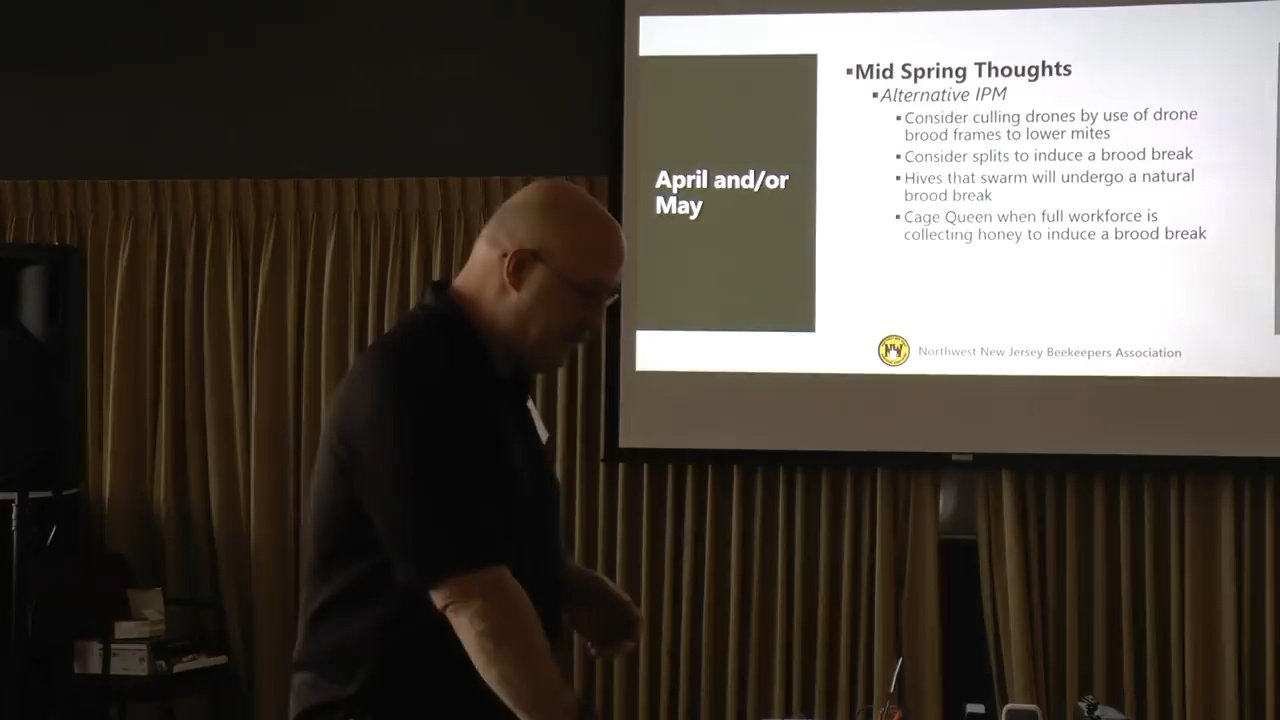 April and/or
May
▪Mid Spring Thoughts
▪Alternative IPM
▪Consider culling drones by use of drone
brood frames to lower mites
▪Consider splits to induce a brood break
▪Hives that swarm will undergo a natural
brood break
▪Cage Queen when full workforce is
collecting honey to induce a brood break
NW
Northwest New Jersey Beekeepers Association